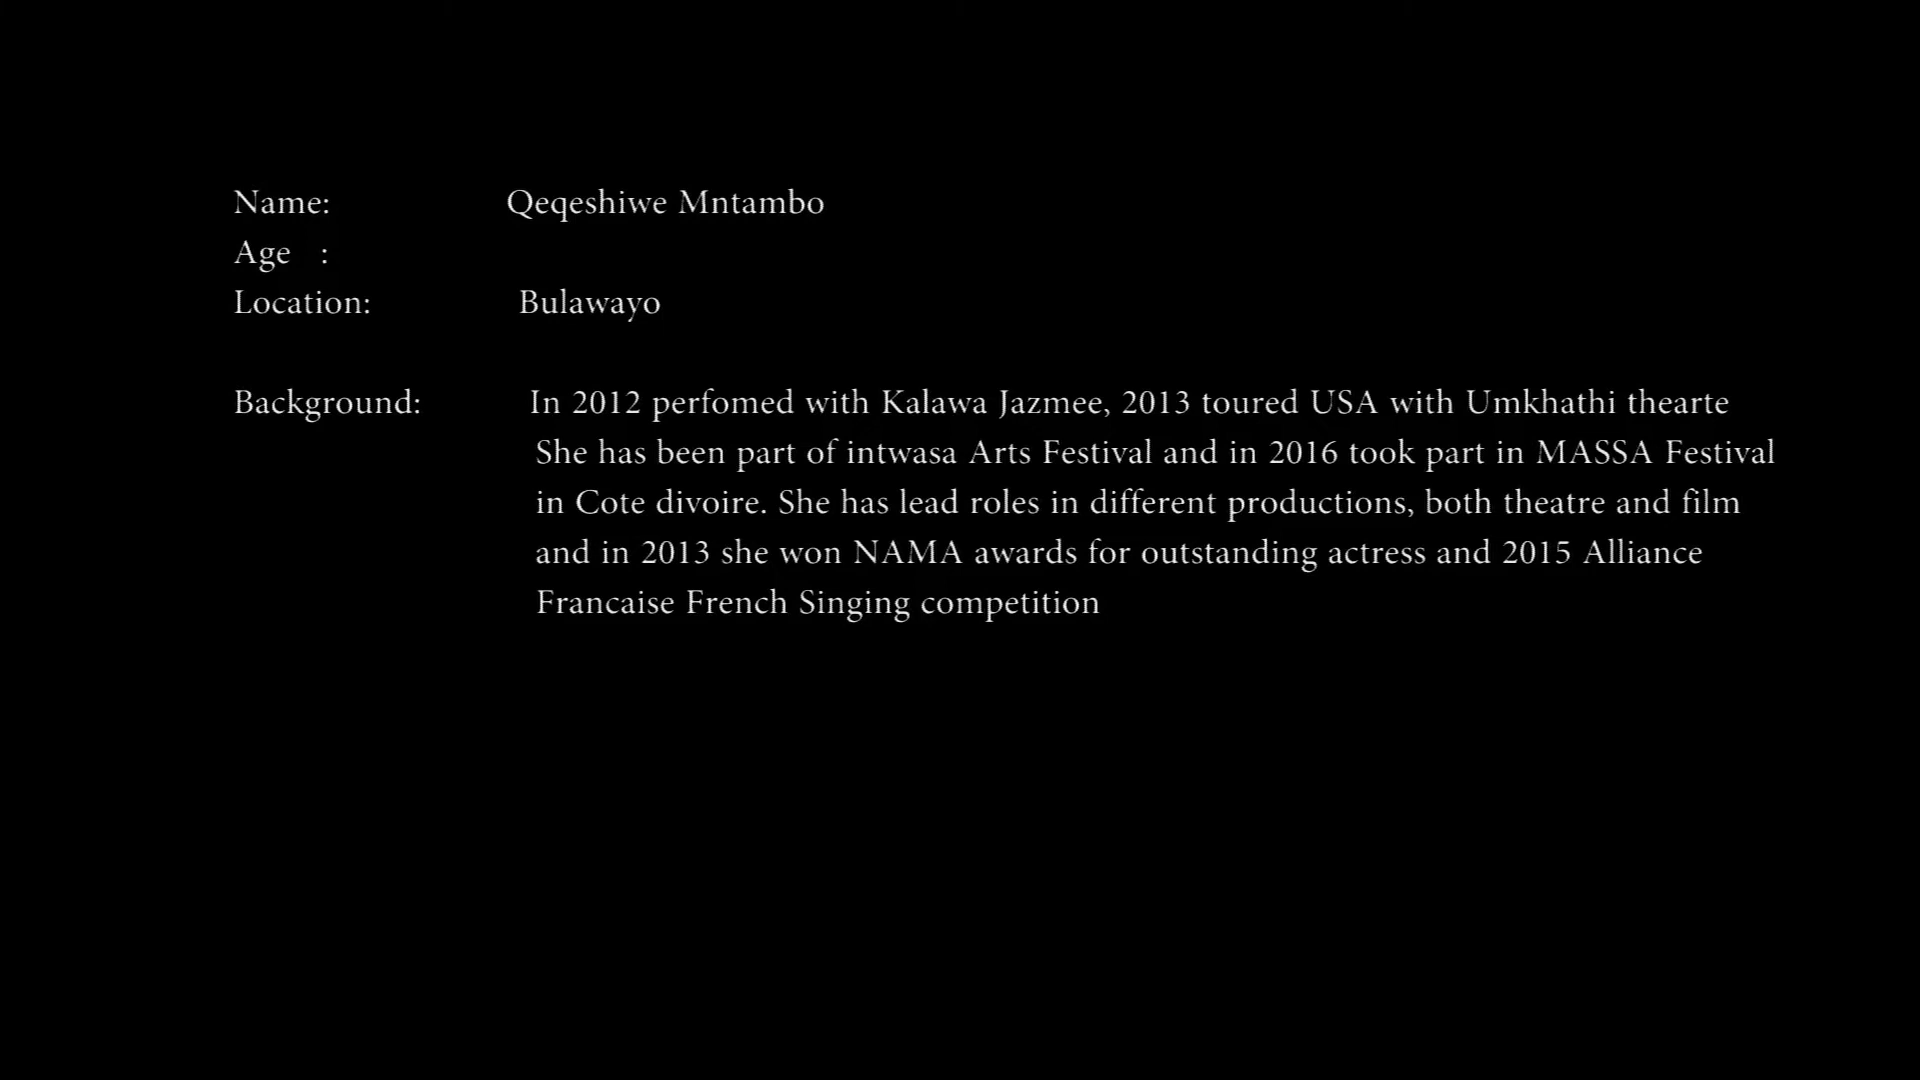 Name: Qeqeshiwe Mntambo
Age :
Location: Bulawayo
Background: In 2012 perfomed with Kalawa Jazmee, 2013 toured USA with Umkhathi thearte
She has been part of intwasa Arts Festival and in 2016 took part in MASSA Festival
in Cote divoire. She has lead roles in different productions, both theatre and film
and in 2013 she won NAMA awards for outstanding actress and 2015 Alliance
Francaise French Singing competition